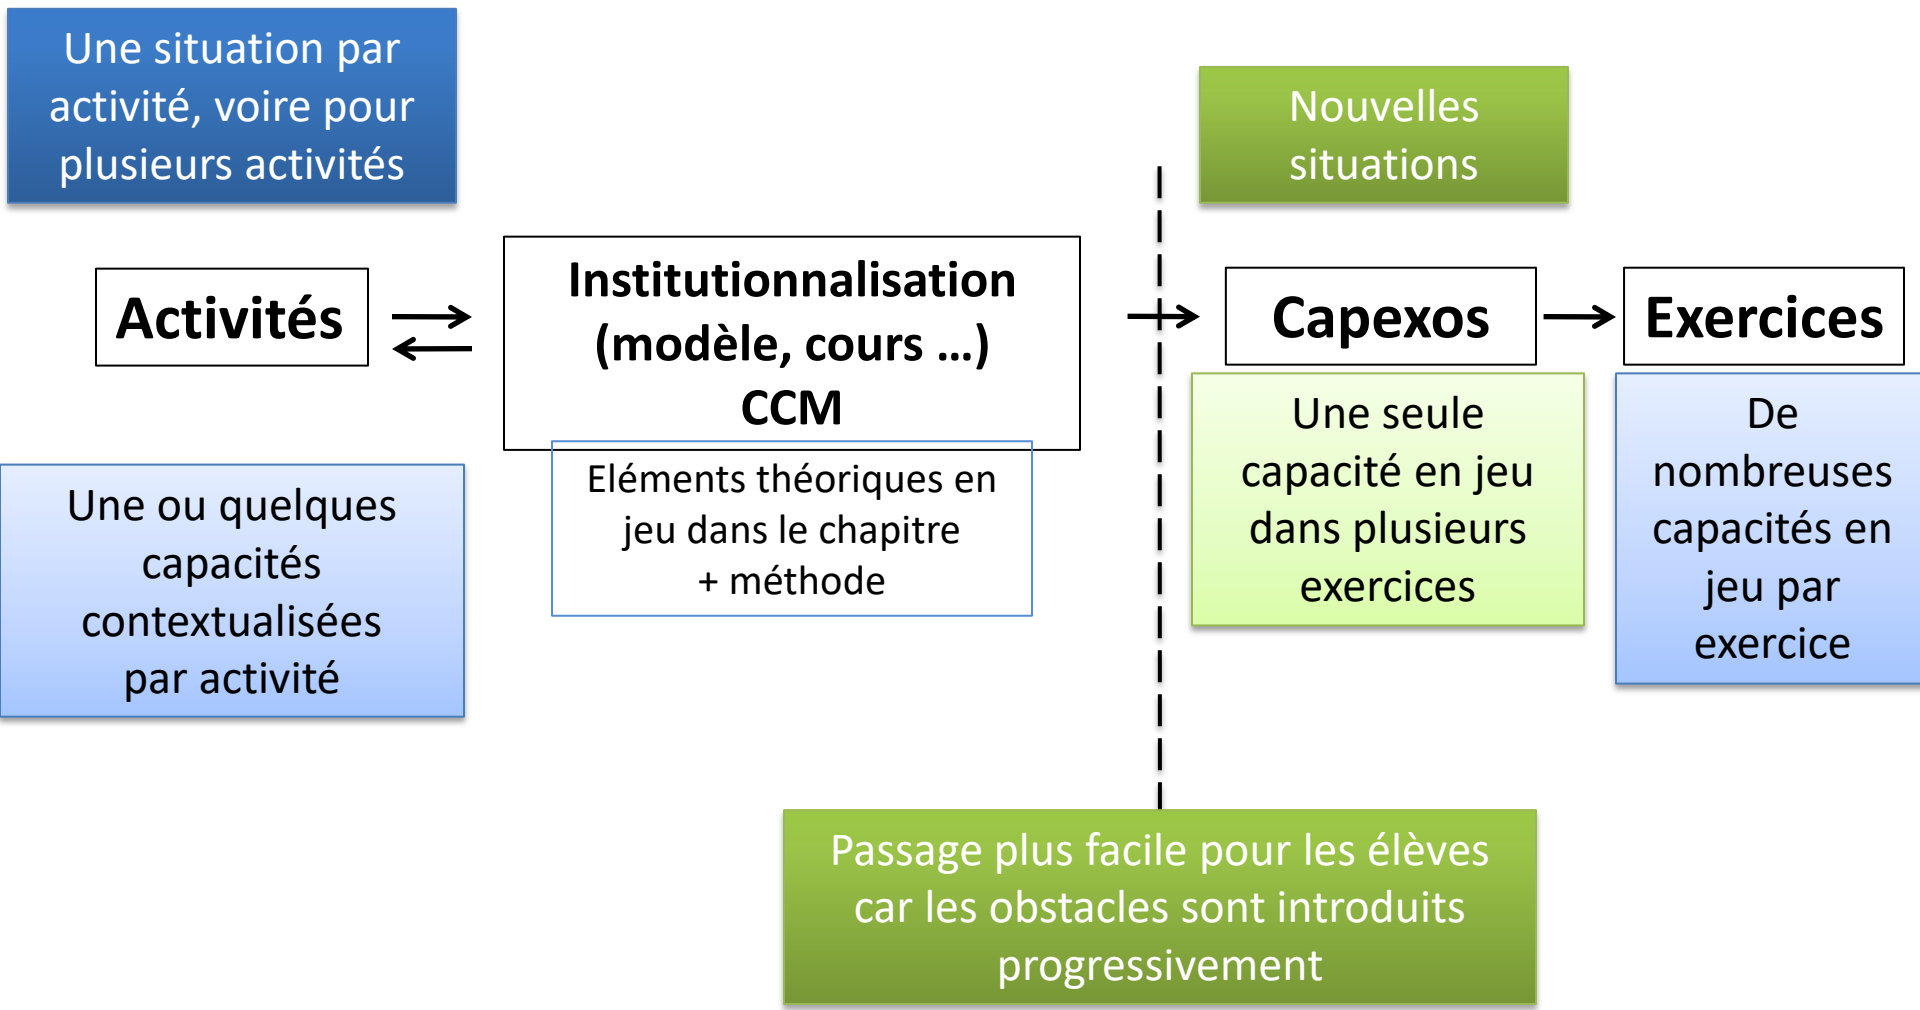 Une situation par
activité, voire pour
plusieurs activités
Nouvelles
situations
Activités
Institutionnalisation
(modèle, cours ...)
CCM
Capexos
Exercices
Une ou quelques
capacités
contextualisées
par activité
Eléments théoriques en
jeu dans le chapitre
+ méthode
Une seule
capacité en jeu
dans plusieurs
exercices
De
nombreuses
capacités en
jeu par
exercice
Passage plus facile pour les élèves
car les obstacles sont introduits
progressivement